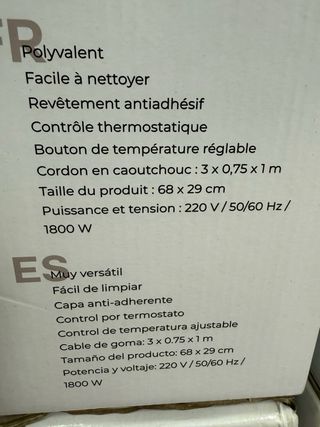 FR
Polyvalent
Facile à nettoyer
Revêtement antiadhésif
Contrôle thermostatique
Bouton de température réglable
Cordon en caoutchouc : 3 x 0,75 x 1 m
Taille du produit : 68 x 29 cm
Puissance et tension : 220 V / 50/60 Hz /
1800 W
ES
Muy versátil
Fácil de limpiar
Capa anti-adherente
Control por termostato
Control de temperatura ajustable
Cable de goma: 3 x 0.75 x 1 m
Tamaño del producto: 68 x 29 cm
Potencia y voltaje: 220 V / 50/60 Hz /
1800 W